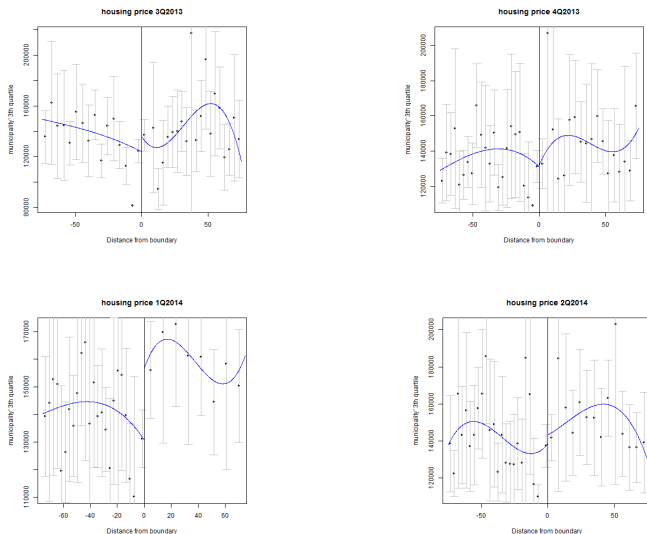 housing price 3Q2013
municipality' 3th quartile
80000
120000
140000
160000
200000
-50
0
50
Distance from boundary
housing price 4Q2013
municipality' 3th quartile
120000
140000
160000
180000
200000
-50
0
50
Distance from boundary
housing price 1Q2014
municipality' 3th quartile
110000
130000
150000
170000
-60
-40
-20
0
20
40
60
Distance from boundary
housing price 2Q2014
municipality' 3th quartile
120000
140000
160000
180000
200000
-50
0
50
Distance from boundary